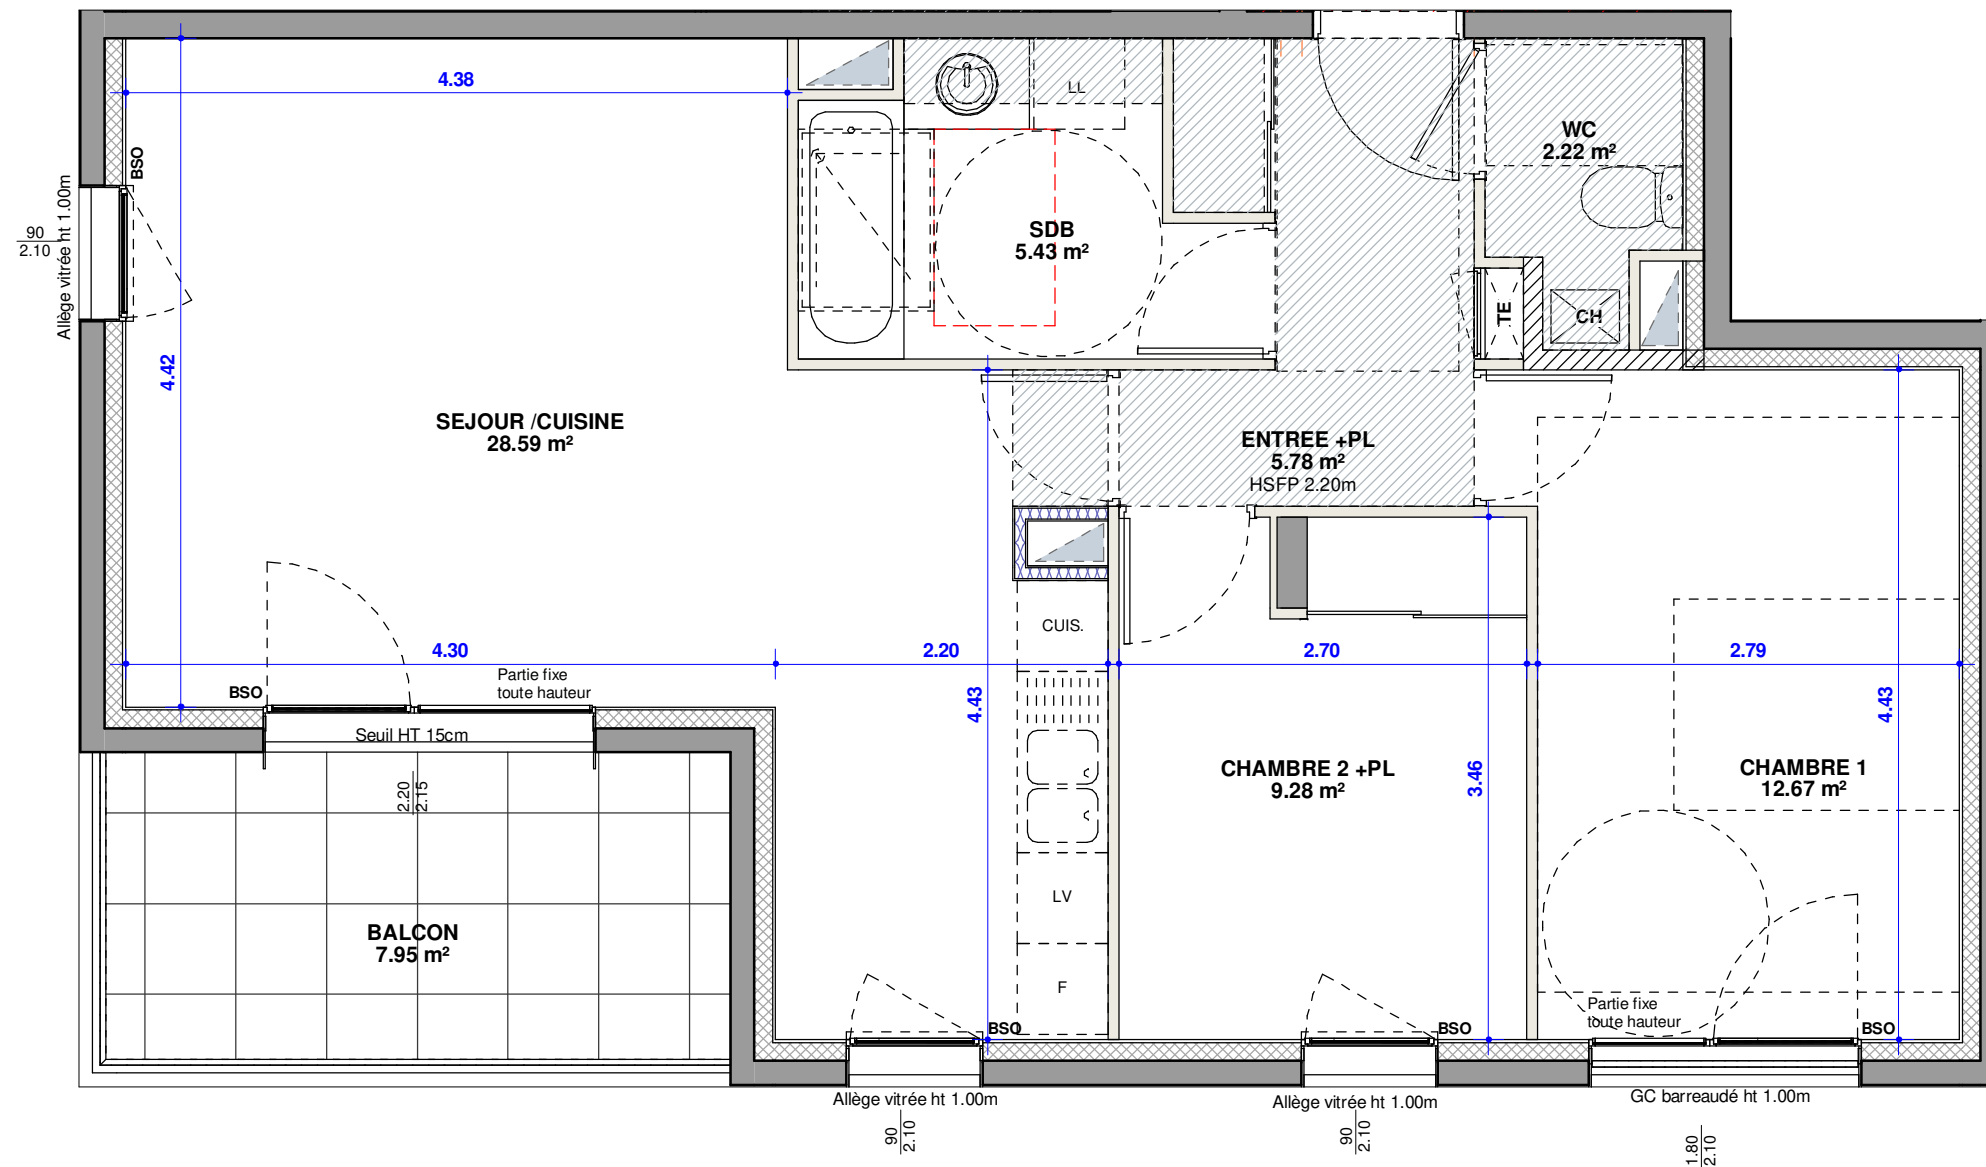 4.38
BSO
Allège vitrée ht 1.00m
90
2.10
4.42
SEJOUR /CUISINE
28.59 m²
LL
SDB
5.43 m²
WC
2.22 m²
TE
CH
ENTREE +PL
5.78 m²
HSFP 2.20m
CUIS.
4.30
2.20
2.70
2.79
BSO
Partie fixe
toute hauteur
Seuil HT 15cm
2.20
2.15
4.43
3.46
4.43
CHAMBRE 2 +PL
9.28 m²
CHAMBRE 1
12.67 m²
BALCON
7.95 m²
LV
F
BSO
BSO
Partie fixe
toute hauteur
BSO
Allège vitrée ht 1.00m
90
2.10
Allège vitrée ht 1.00m
90
2.10
GC barreaudé ht 1.00m
1.80
2.10